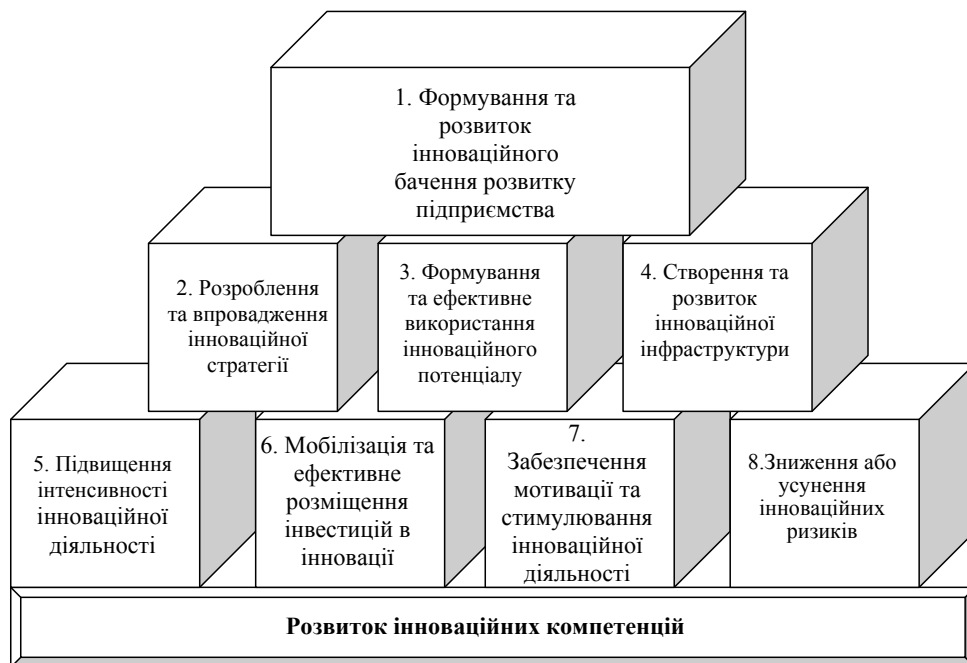 1. Формування та
розвиток
інноваційного
бачення розвитку
підприємства
2. Розроблення
та впровадження
інноваційної
стратегії
3. Формування
та ефективне
використання
інноваційного
потенціалу
4. Створення та
розвиток
інноваційної
інфраструктури
5. Підвищення
інтенсивності
інноваційної
діяльності
6. Мобілізація та
ефективне
розміщення
інвестицій в
інновації
7.
Забезпечення
мотивації та
стимулювання
інноваційної
діяльності
8.Зниження або
усунення
інноваційних
ризиків
Розвиток інноваційних компетенцій